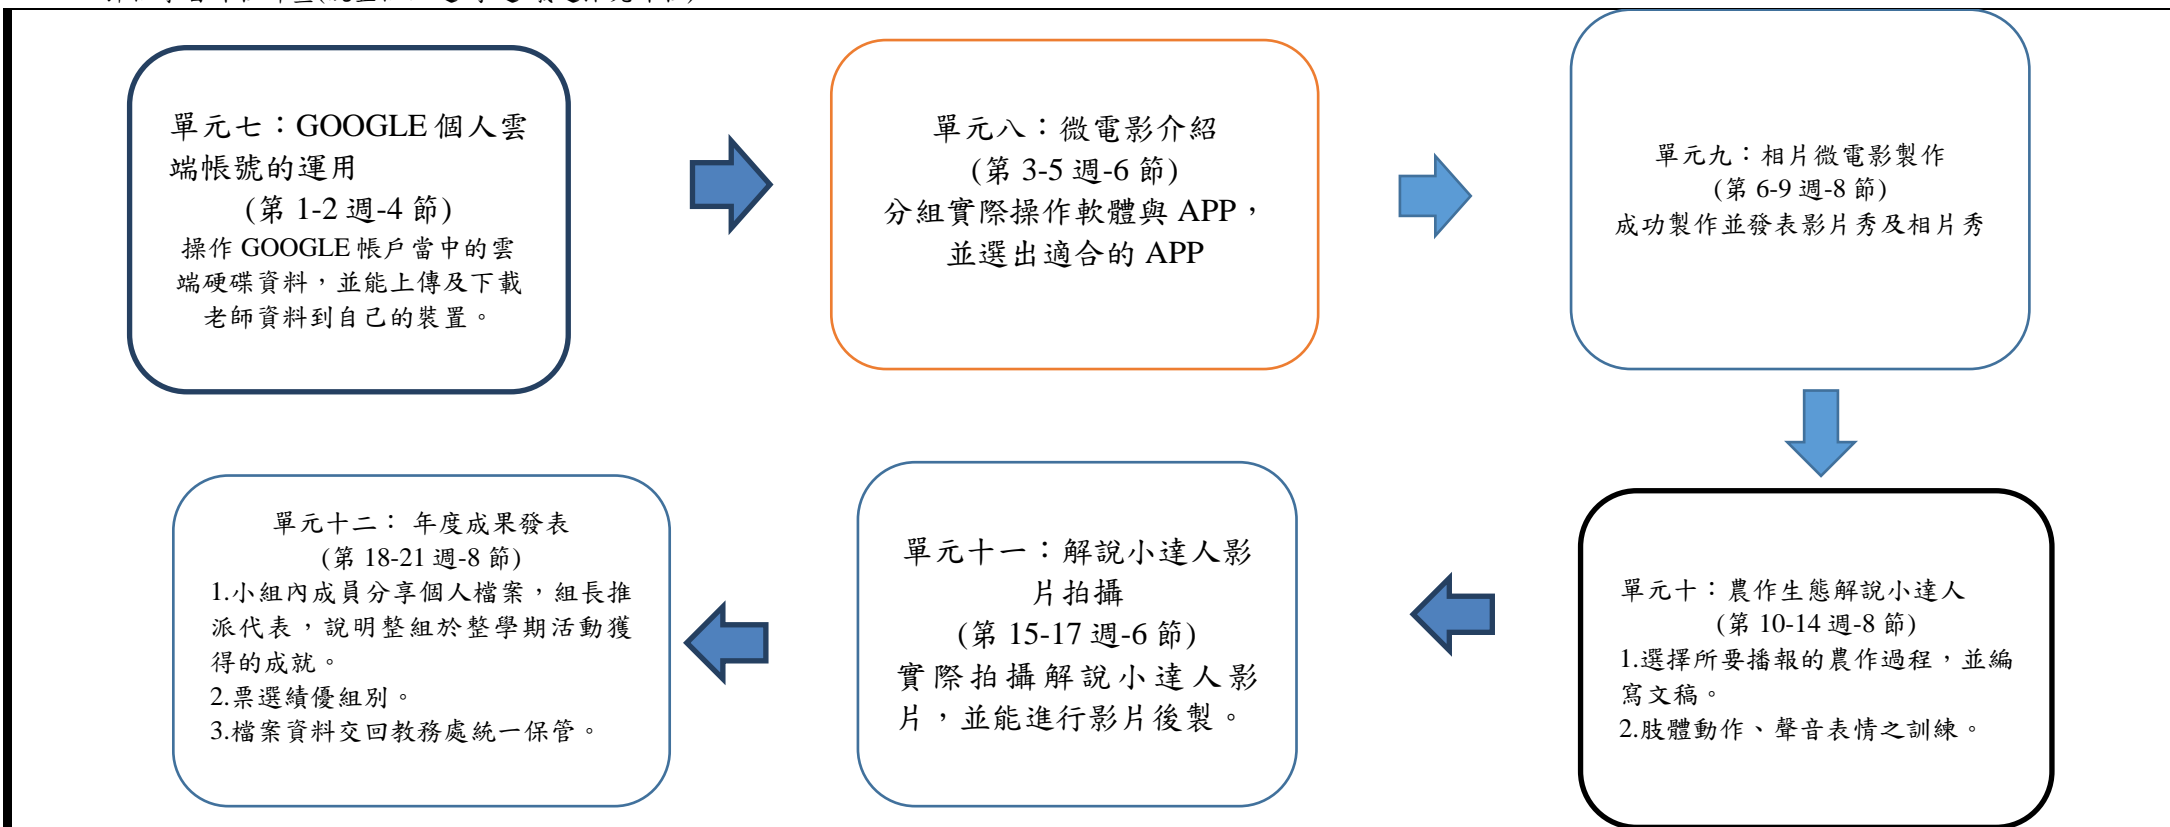 單元七：GOOGLE 個人雲
端帳號的運用
(第 1-2 週-4 節)
操作 GOOGLE 帳戶當中的雲
端硬碟資料，並能上傳及下載
老師資料到自己的裝置。
單元八：微電影介紹
(第 3-5 週-6 節)
分組實際操作軟體與 APP，
並選出適合的 APP
單元九：相片微電影製作
(第 6-9 週-8 節)
成功製作並發表影片秀及相片秀
單元十：農作生態解說小達人
(第 10-14 週-8 節)
1.選擇所要播報的農作過程，並編
寫文稿。
2.肢體動作、聲音表情之訓練。
單元十一：解說小達人影
片拍攝
(第 15-17 週-6 節)
實際拍攝解說小達人影
片，並能進行影片後製。
單元十二： 年度成果發表
(第 18-21 週-8 節)
1.小組內成員分享個人檔案，組長推
派代表，說明整組於整學期活動獲
得的成就。
2.票選績優組別。
3.檔案資料交回教務處統一保管。